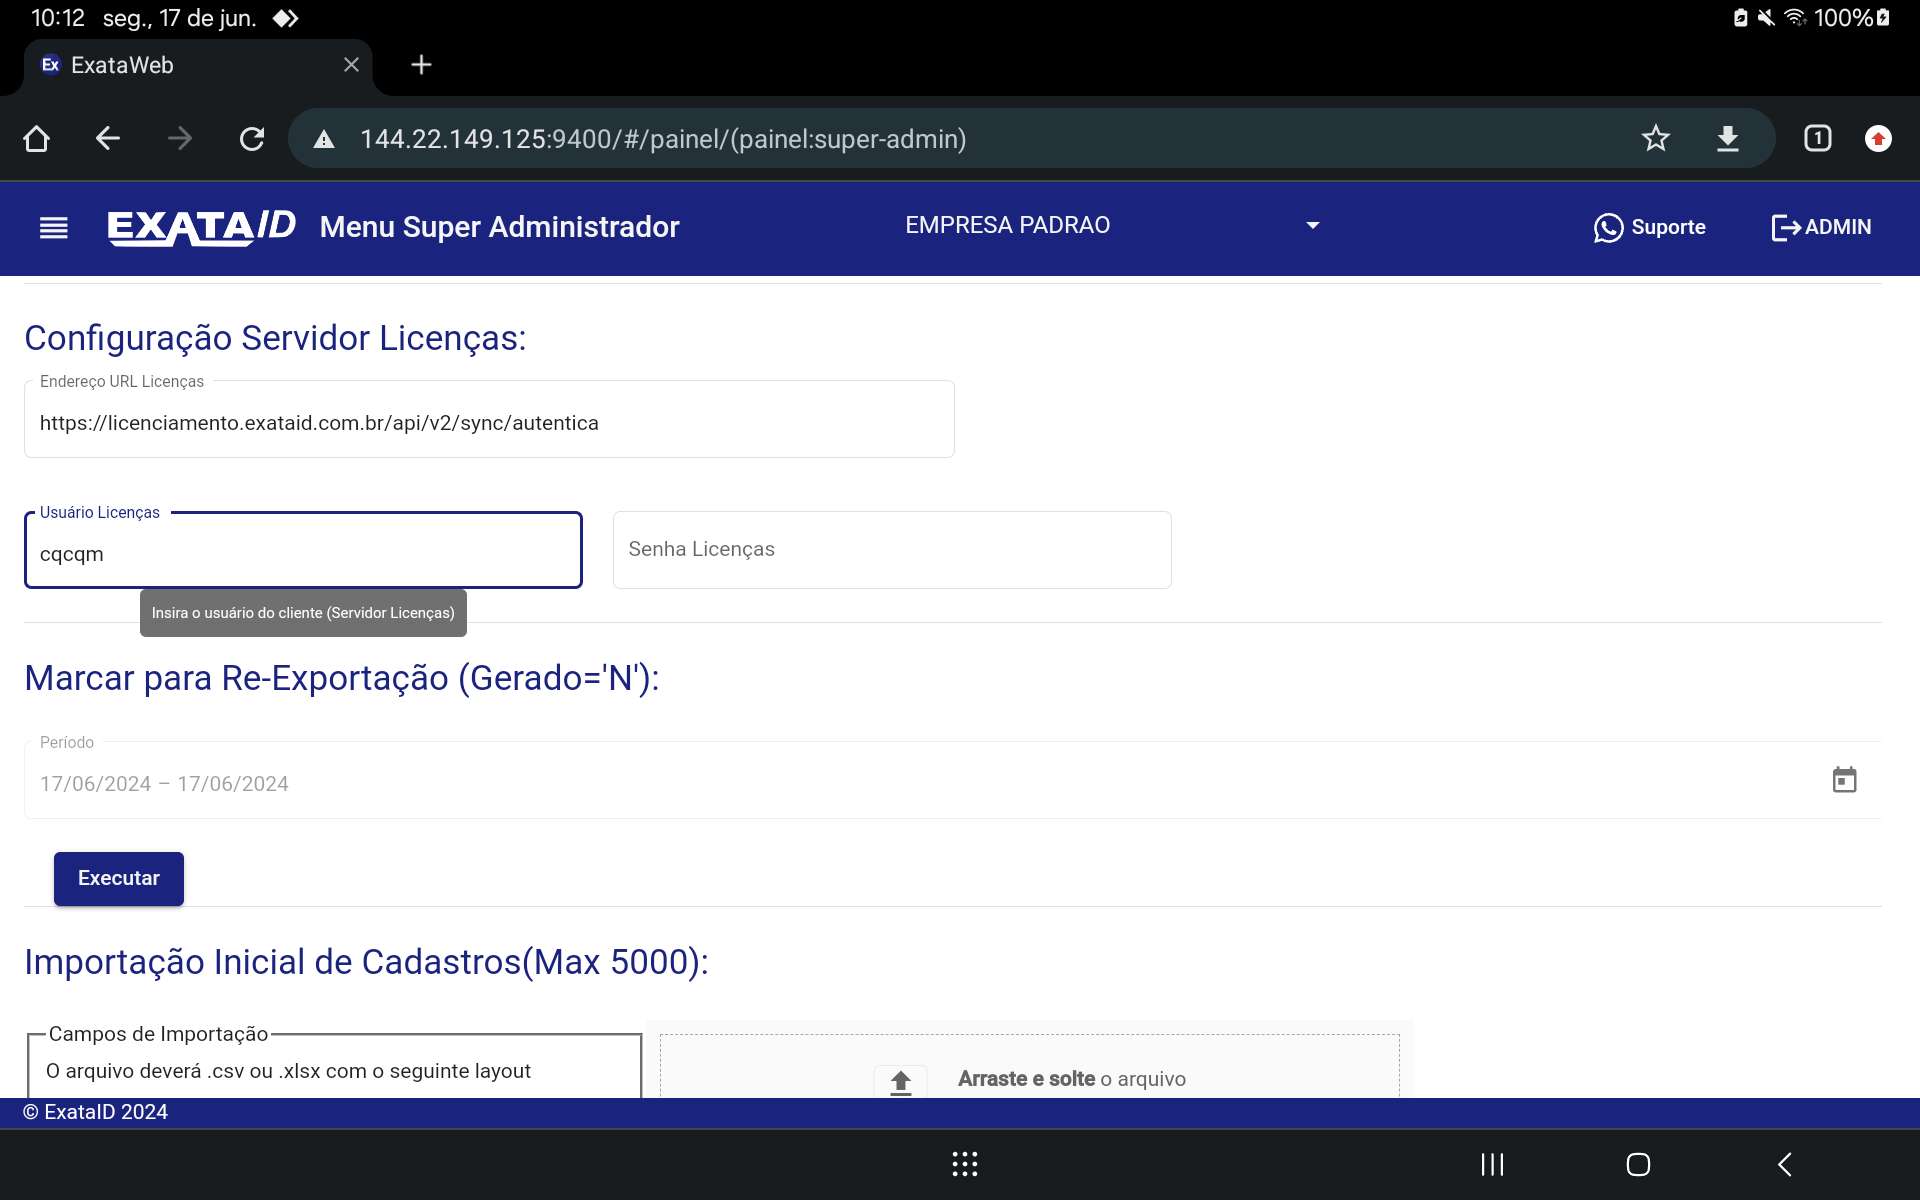 10:12 seg., 17 de jun. 100%
Ex ExataWeb
144.22.149.125:9400/#/painel/(painel:super-admin) 1
EXATAID Menu Super Administrador EMPRESA PADRAO Suporte ADMIN
Configuração Servidor Licenças:
Endereço URL Licenças
https://licenciamento.exataid.com.br/api/v2/sync/autentica
Usuário Licenças
cqcqm
Senha Licenças
Insira o usuário do cliente (Servidor Licenças)
Marcar para Re-Exportação (Gerado='N'):
Período
17/06/2024 – 17/06/2024
Executar
Importação Inicial de Cadastros(Max 5000):
Campos de Importação
O arquivo deverá .csv ou .xlsx com o seguinte layout
Arraste e solte o arquivo
© ExataID 2024